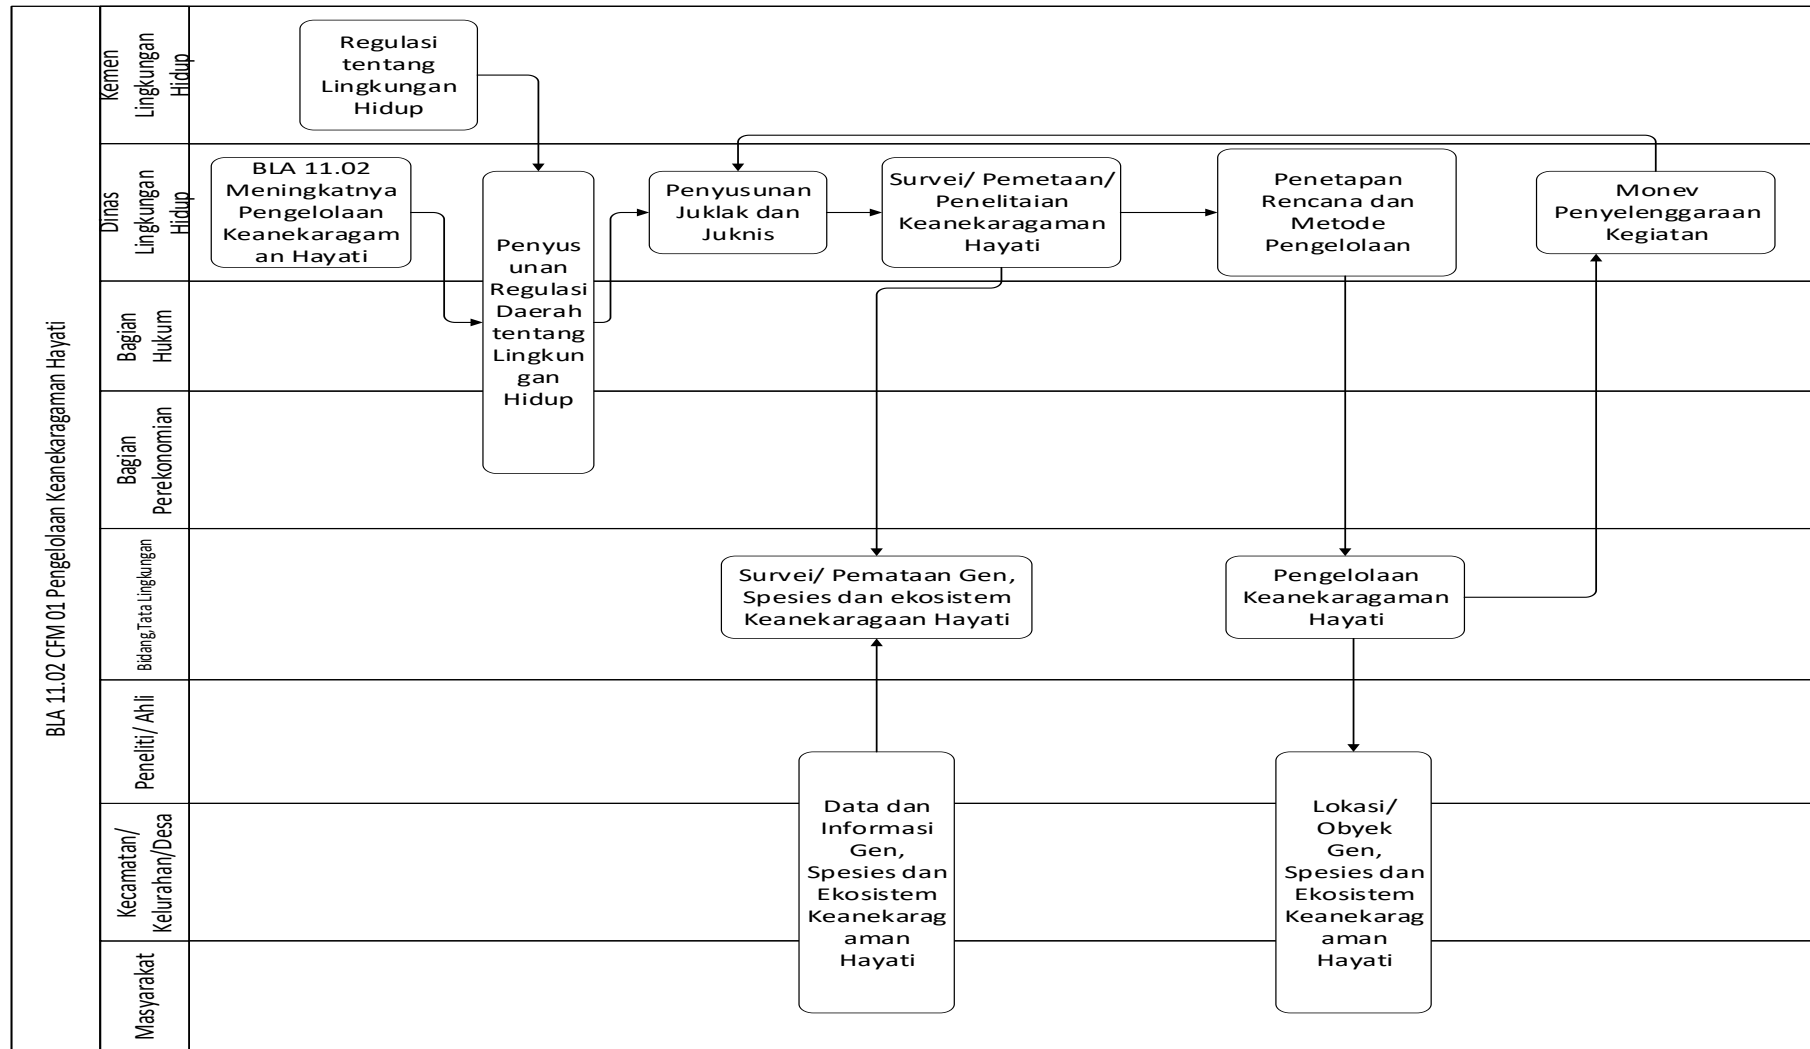 BLA 11.02 CFM 01 Pengelolaan Keanekaragaman Hayati
Kemen
Lingkungan
Hidup
Regulasi
tentang
Lingkungan
Hidup
Dinas
Lingkungan
Hidup
BLA 11.02
Meningkatnya
Pengelolaan
Keanekaragam
an Hayati
Penyus
unan
Regulasi
Daerah
tentang
Lingkun
gan
Hidup
Penyusunan
Juklak dan
Juknis
Survei/ Pemetaan/
Penelitaian
Keanekaragaman
Hayati
Penetapan
Rencana dan
Metode
Pengelolaan
Monev
Penyelenggaraan
Kegiatan
Bagian
Hukum
Bagian
Perekonomian
Bidang,Tata Lingkungan
Survei/ Pemataan Gen,
Spesies dan ekosistem
Keanekaragaan Hayati
Pengelolaan
Keanekaragaman
Hayati
Peneliti/ Ahli
Kecamatan/
Kelurahan/Desa
Data dan
Informasi
Gen,
Spesies dan
Ekosistem
Keanekarag
aman
Hayati
Lokasi/
Obyek
Gen,
Spesies dan
Ekosistem
Keanekarag
aman
Hayati
Masyarakat